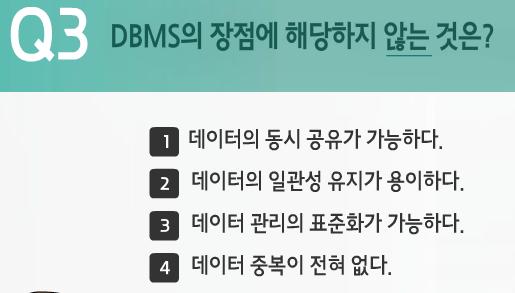 Q3 DBMS의 장점에 해당하지 않는 것은?
1 데이터의 동시 공유가 가능하다.
2 데이터의 일관성 유지가 용이하다.
3 데이터 관리의 표준화가 가능하다.
4 데이터 중복이 전혀 없다.